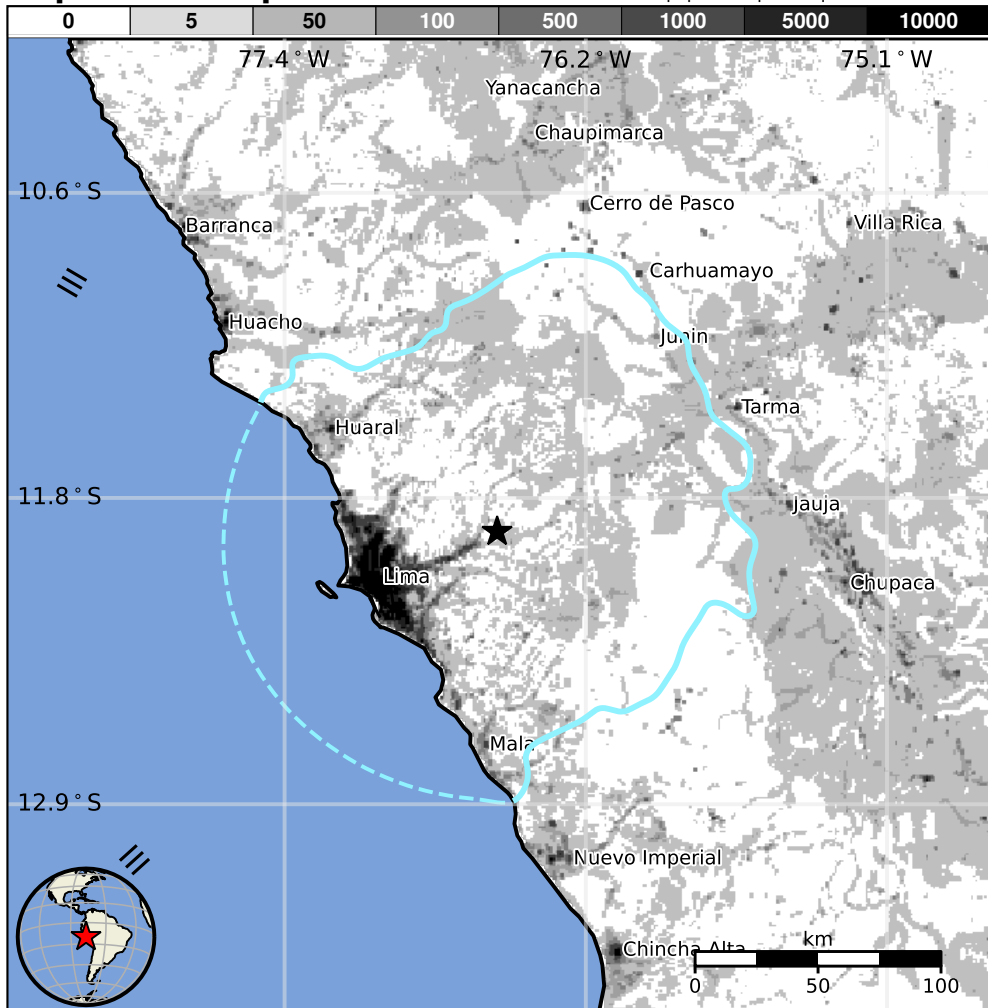 0 5 50 100 500 1000 5000 10000
77.4°W 76.2°W 75.1°W
Yanacancha
Chaupimarca
10.6°S
Cerro de Pasco
Barranca
Villa Rica
Carhuamayo
Huacho
Junin
Tarma
Huaral
11.8°S
Jauja
Lima
Chupaca
Mala
12.9°S
Nuevo Imperial
Chincha Alta
km
0 50 100